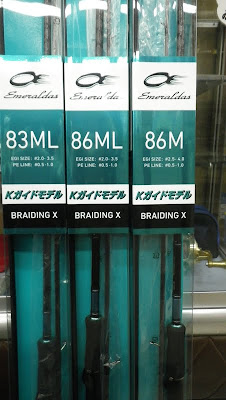 Emeraldas
83ML
EGI SIZE: #2.0-3.5
PE LINE: #0.5-1.0
Kガイドモデル
BRAIDING X
Emeraldas
86ML
EGI SIZE: #2.0-3.5
PE LINE: #0.5-1.0
Kガイドモデル
BRAIDING X
Emeraldas
86M
EGI SIZE: #2.5-4.0
PE LINE: #0.5-1.0
Kガイドモデル
BRAIDING X